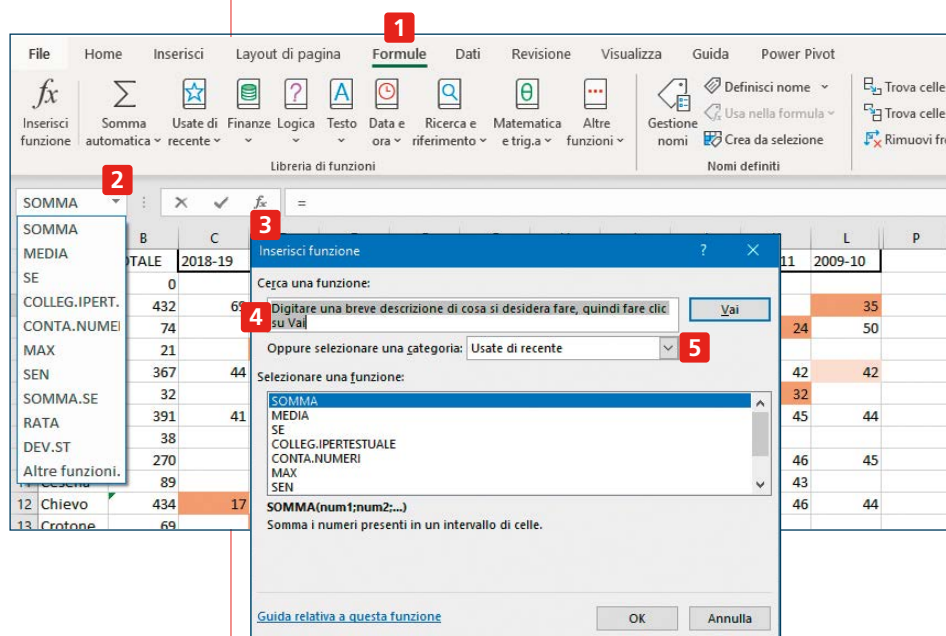 1
File Home Inserisci Layout di pagina Formule Dati Revisione Visualizza Guida Power Pivot
fx Σ ? A θ
Inserisci funzione
Somma automatica
Usate di recente
Finanze
Logica
Testo
Data e ora
Ricerca e riferimento
Matematica e trig.a
Altre funzioni
Libreria di funzioni
Gestione nomi
Definisci nome
Usa nella formula
Crea da selezione
Nomi definiti
Trova celle
Trova celle
Rimuovi fre
2
SOMMA fx =
SOMMA
MEDIA
SE
COLLEG.IPERT.
CONTA.NUME
MAX
SEN
SOMMA.SE
RATA
DEV.ST
Altre funzioni.
B C L P
TALE 2018-19 11 2009-10
0
432 69 35
74 24 50
21
367 44 42 42
32 32
391 41 45 44
38
270 46 45
89 43
12 Chievo 434 17 46 44
13 Crotone 69
3
Inserisci funzione ? ×
Cerca una funzione:
4
Digitare una breve descrizione di cosa si desidera fare, quindi fare clic
su Vai
Vai
Oppure selezionare una categoria: Usate di recente
5
Selezionare una funzione:
SOMMA
MEDIA
SE
COLLEG.IPERTESTUALE
CONTA.NUMERI
MAX
SEN
SOMMA(num1;num2;...)
Somma i numeri presenti in un intervallo di celle.
Guida relativa a questa funzione
OK Annulla